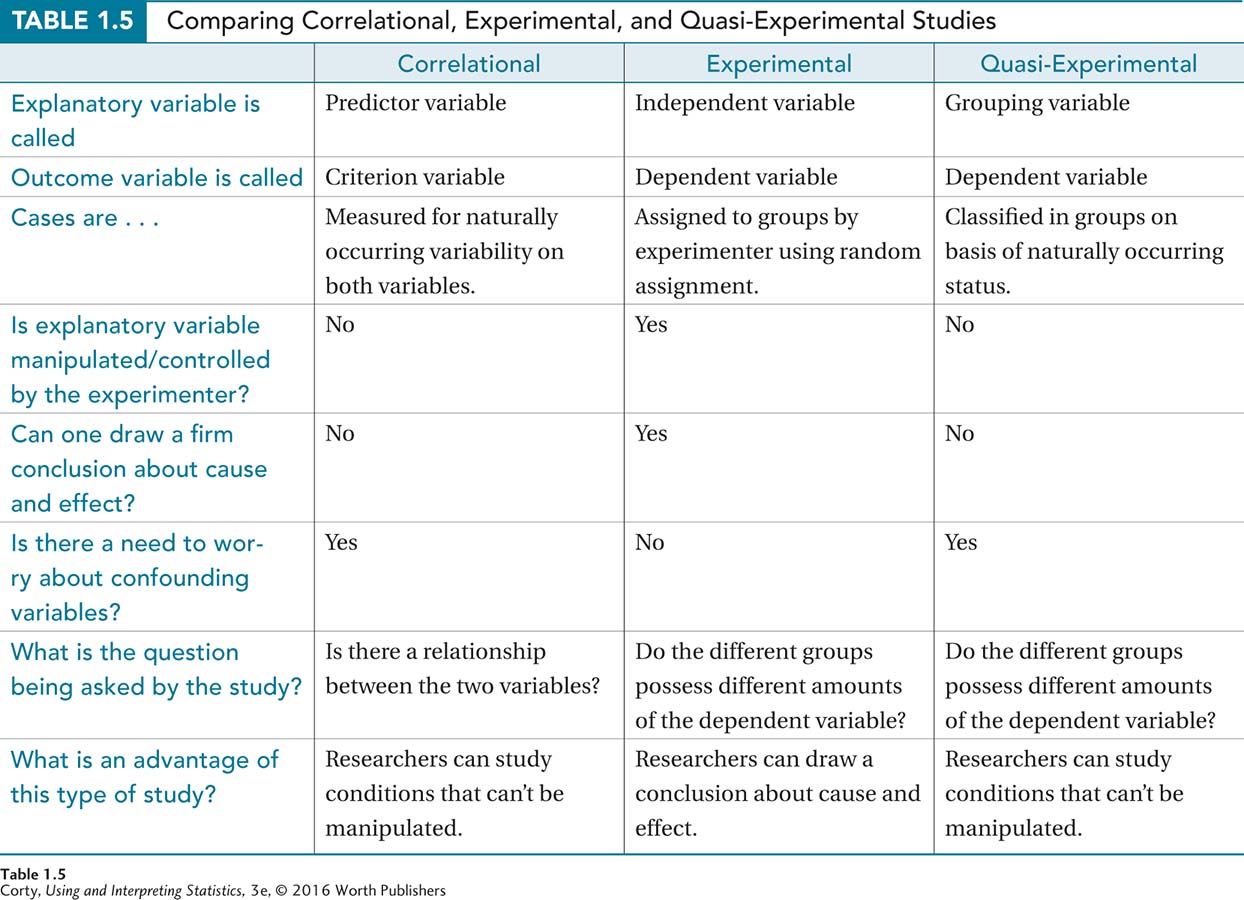 TABLE 1.5 Comparing Correlational, Experimental, and Quasi-Experimental Studies
Correlational Experimental Quasi-Experimental
Explanatory variable is
called
Predictor variable
Independent variable
Grouping variable
Outcome variable is called
Criterion variable
Dependent variable
Dependent variable
Cases are . . .
Measured for naturally
occurring variability on
both variables.
Assigned to groups by
experimenter using random
assignment.
Classified in groups on
basis of naturally occurring
status.
Is explanatory variable
manipulated/controlled
by the experimenter?
No
Yes
No
Can one draw a firm
conclusion about cause
and effect?
No
Yes
No
Is there a need to wor-
ry about confounding
variables?
Yes
No
Yes
What is the question
being asked by the study?
Is there a relationship
between the two variables?
Do the different groups
possess different amounts
of the dependent variable?
Do the different groups
possess different amounts
of the dependent variable?
What is an advantage of
this type of study?
Researchers can study
conditions that can’t be
manipulated.
Researchers can draw a
conclusion about cause and
effect.
Researchers can study
conditions that can’t be
manipulated.
Table 1.5
Corty, Using and Interpreting Statistics, 3e, © 2016 Worth Publishers